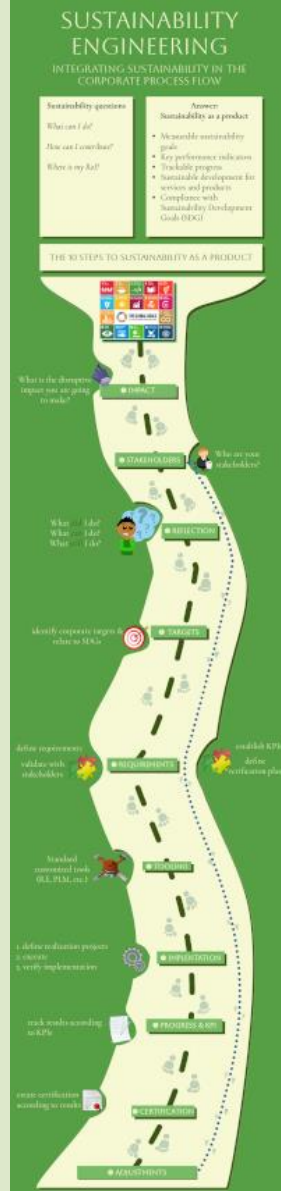 SUSTAINABILITY
ENGINEERING
INTEGRATING SUSTAINABILITY IN THE
CORPORATE PROCESS FLOW
Sustainability questions
What can I do?
How can I contribute?
Where is my RoI?
Answer:
Sustainability as a product
• Measurable sustainability
goals
• Key performance indicators
• Trackable progress
• Sustainable development for
services and products
• Compliance with
Sustainability Development
Goals (SDG)
THE 10 STEPS TO SUSTAINABILITY AS A PRODUCT
THE GLOBAL GOALS
What is the disruptive
impact you are going
to make?
IMPACT
STAKEHOLDERS
Who are your
stakeholders?
What I do?
What I do?
What I do?
REFLECTION
identify corporate targets &
relate to SDGs
TARGETS
define requirements
validate with
stakeholders
REQUIREMENTS
establish KPIs
define
verification plan
Standard
customized tools
(RE, PLM, etc.)
TOOLING
1. define realization projects
2. execute
3. verify implementation
track results according
to KPIs
PROGRESS & KPI
create certification
according to results
CERTIFICATION
ADJUSTMENTS